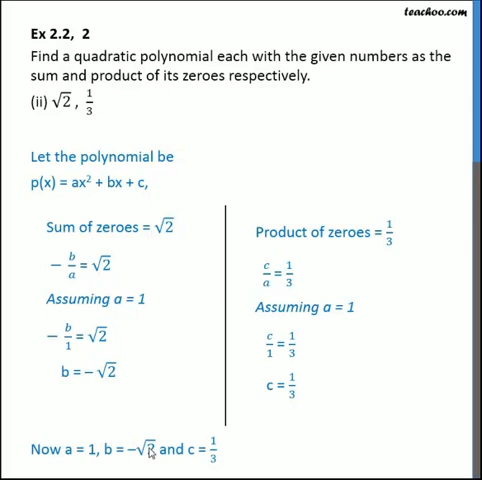 teachoo.com
Ex 2.2, 2
Find a quadratic polynomial each with the given numbers as the
sum and product of its zeroes respectively.
(ii) √2 , 1/3
Let the polynomial be
p(x) = ax² + bx + c,
Sum of zeroes = √2
− b/a = √2
Assuming a = 1
− b/1 = √2
b = − √2
Product of zeroes = 1/3
c/a = 1/3
Assuming a = 1
c/1 = 1/3
c = 1/3
Now a = 1, b = −√2 and c = 1/3